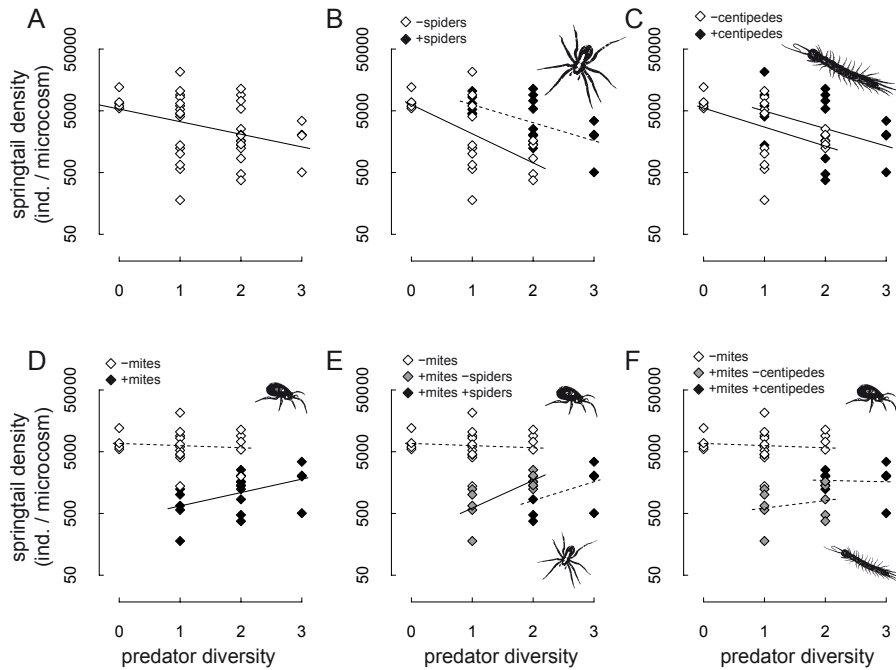 A
springtail density
(ind. / microcosm)
50000
5000
500
50
0 1 2 3
B
−spiders
+spiders
50000
5000
500
50
0 1 2 3
C
−centipedes
+centipedes
50000
5000
500
50
0 1 2 3
D
−mites
+mites
springtail density
(ind. / microcosm)
50000
5000
500
50
0 1 2 3
predator diversity
E
−mites
+mites −spiders
+mites +spiders
50000
5000
500
50
0 1 2 3
predator diversity
F
−mites
+mites −centipedes
+mites +centipedes
50000
5000
500
50
0 1 2 3
predator diversity